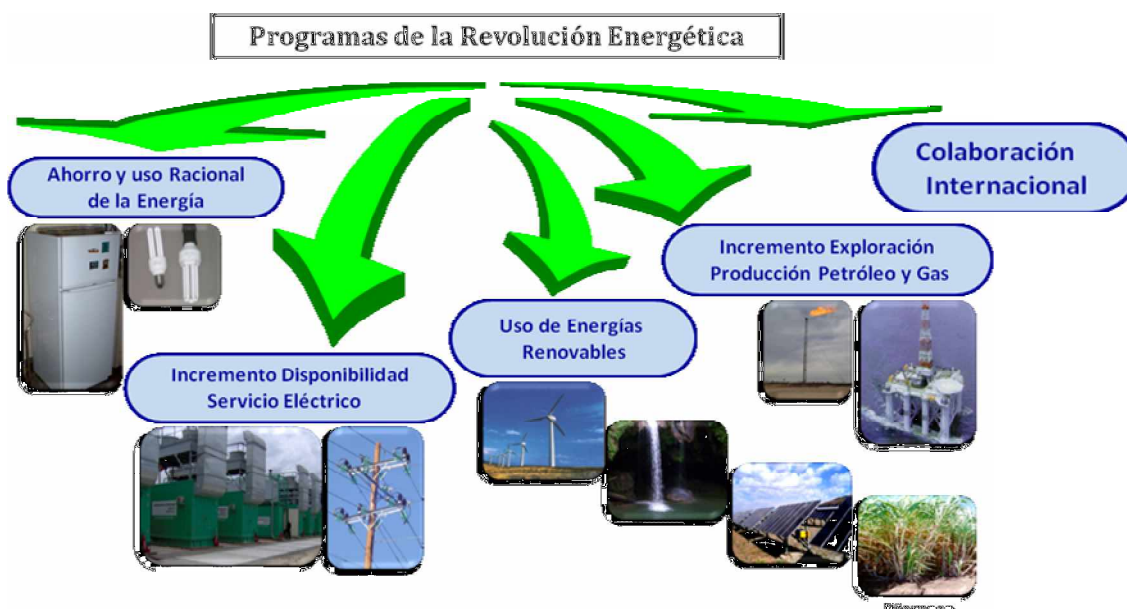 Programas de la Revolución Energética
Ahorro y uso Racional
de la Energía
Colaboración
Internacional
Incremento Exploración
Producción Petróleo y Gas
Uso de Energías
Renovables
Incremento Disponibilidad
Servicio Eléctrico